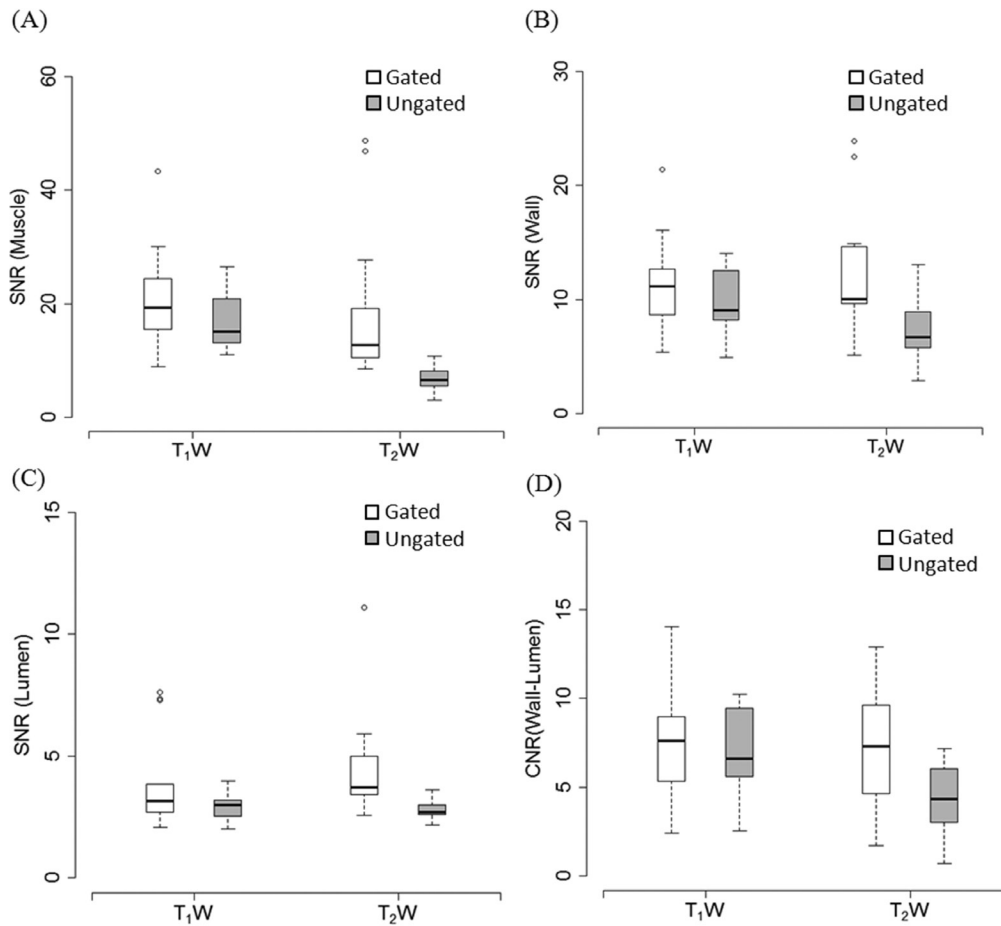 (A)
SNR (Muscle)
60
40
20
0
Gated
Ungated
T₁W
T₂W
(B)
SNR (Wall)
30
20
10
0
Gated
Ungated
T₁W
T₂W
(C)
SNR (Lumen)
15
10
5
0
Gated
Ungated
T₁W
T₂W
(D)
CNR(Wall-Lumen)
20
15
10
5
0
Gated
Ungated
T₁W
T₂W